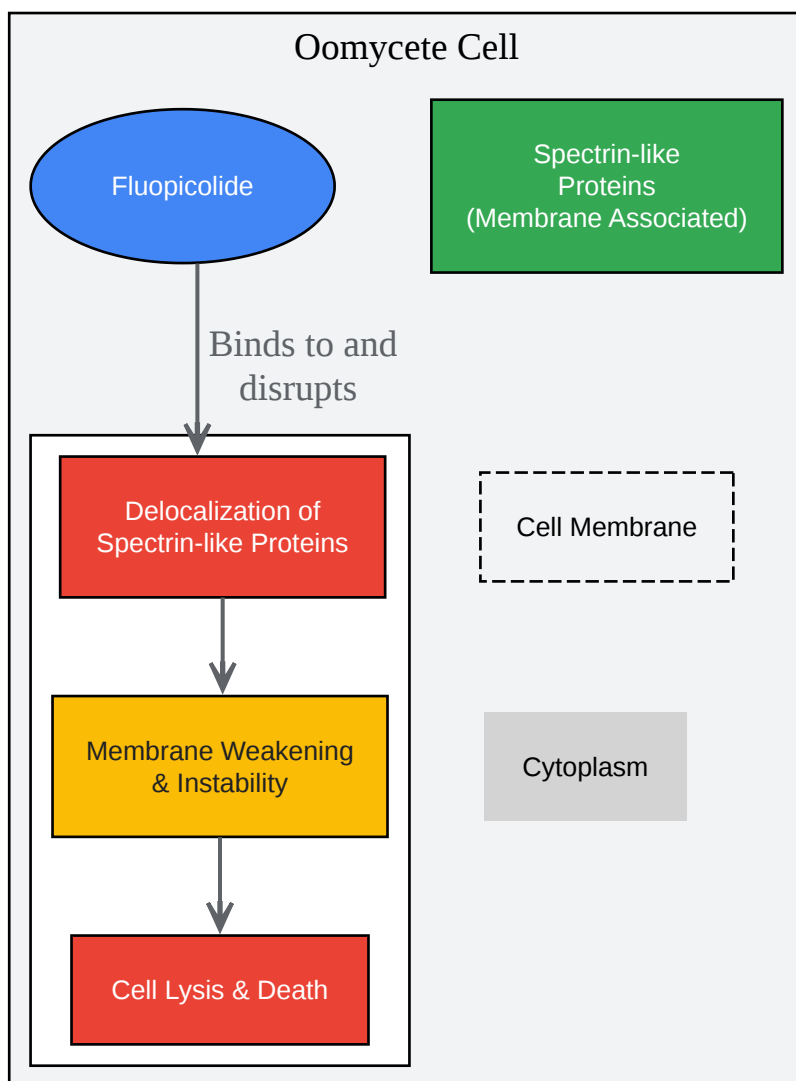 Oomycete Cell
Fluopicolide
Spectrin-like
Proteins
(Membrane Associated)
Binds to and
disrupts
Delocalization of
Spectrin-like Proteins
Cell Membrane
Membrane Weakening
& Instability
Cytoplasm
Cell Lysis & Death